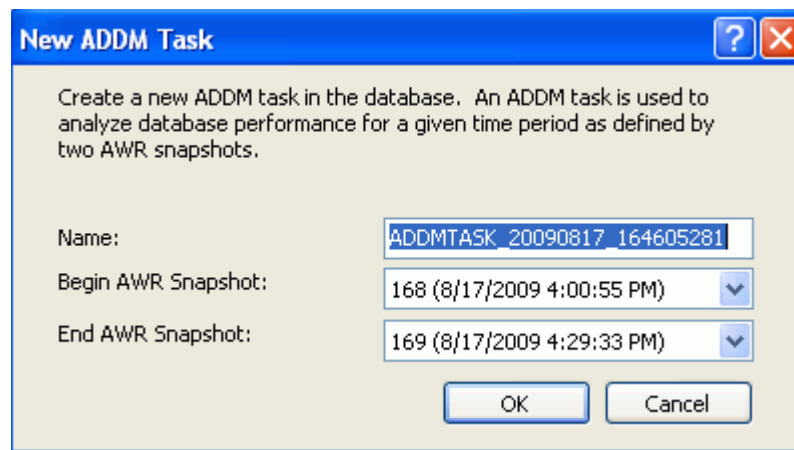 New ADDM Task
Create a new ADDM task in the database.  An ADDM task is used to
analyze database performance for a given time period as defined by
two AWR snapshots.
Name:
ADDMTASK_20090817_164605281
Begin AWR Snapshot:
168 (8/17/2009 4:00:55 PM)
End AWR Snapshot:
169 (8/17/2009 4:29:33 PM)
OK
Cancel